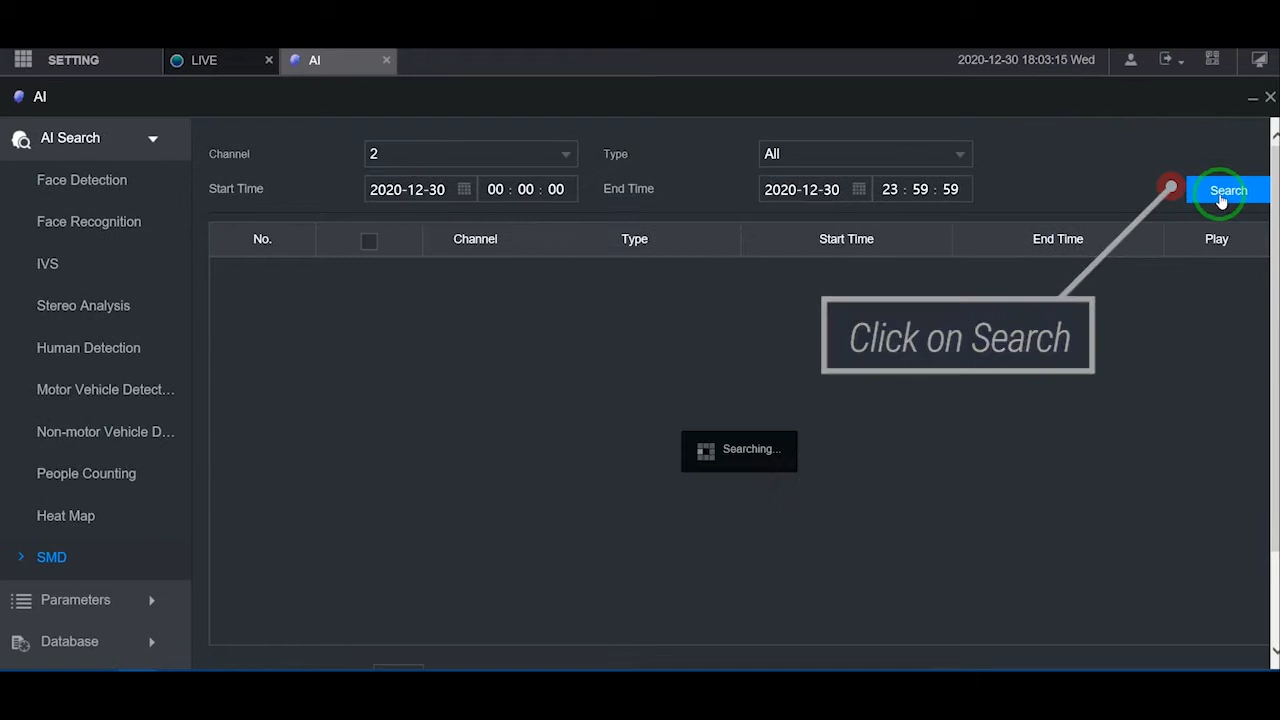 SETTING
LIVE
AI
2020-12-30 18:03:15 Wed
AI
AI Search
Face Detection
Face Recognition
IVS
Stereo Analysis
Human Detection
Motor Vehicle Detect...
Non-motor Vehicle D...
People Counting
Heat Map
SMD
Parameters
Database
Channel
2
Type
All
Start Time
2020-12-30
00 : 00 : 00
End Time
2020-12-30
23 : 59 : 59
Search
No.
Channel
Type
Start Time
End Time
Play
Click on Search
Searching...